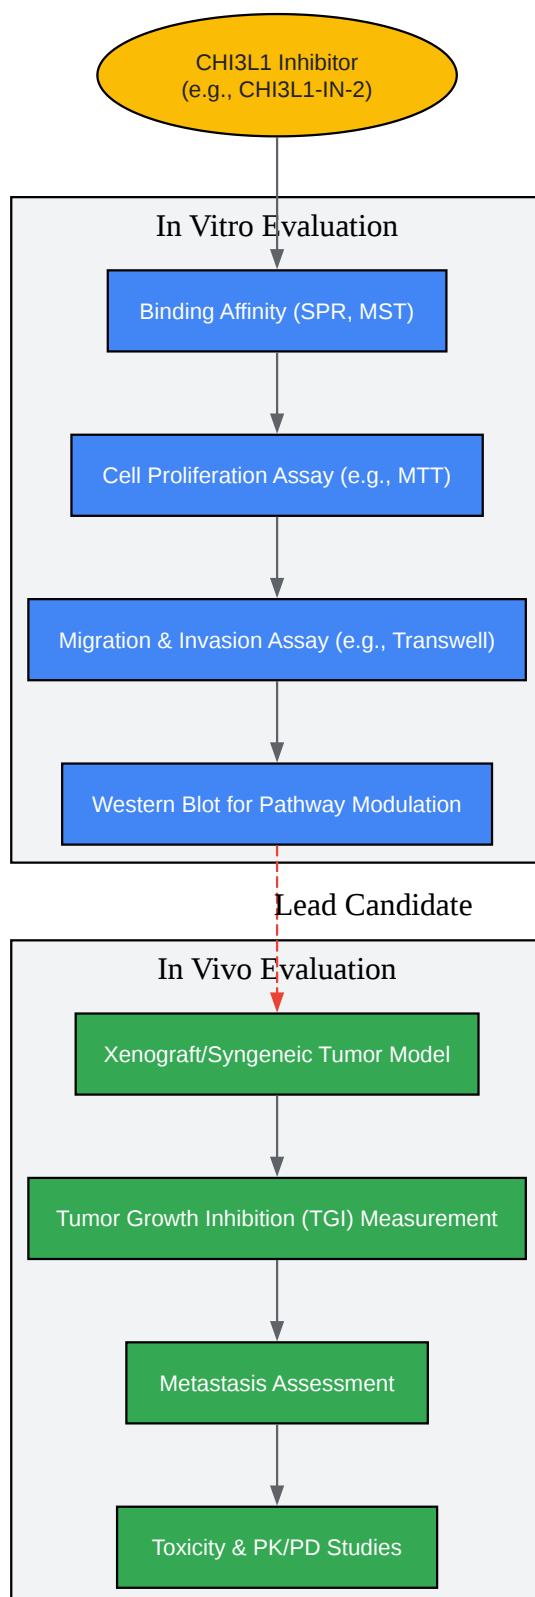 CHI3L1 Inhibitor
(e.g., CHI3L1-IN-2)
In Vitro Evaluation
Binding Affinity (SPR, MST)
Cell Proliferation Assay (e.g., MTT)
Migration & Invasion Assay (e.g., Transwell)
Western Blot for Pathway Modulation
Lead Candidate
In Vivo Evaluation
Xenograft/Syngeneic Tumor Model
Tumor Growth Inhibition (TGI) Measurement
Metastasis Assessment
Toxicity & PK/PD Studies